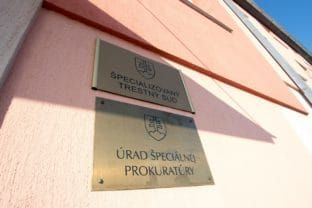 ŠPECIALIZOVANÝ
TRESTNÝ SÚD
ÚRAD ŠPECIÁLNEJ
PROKURATÚRY